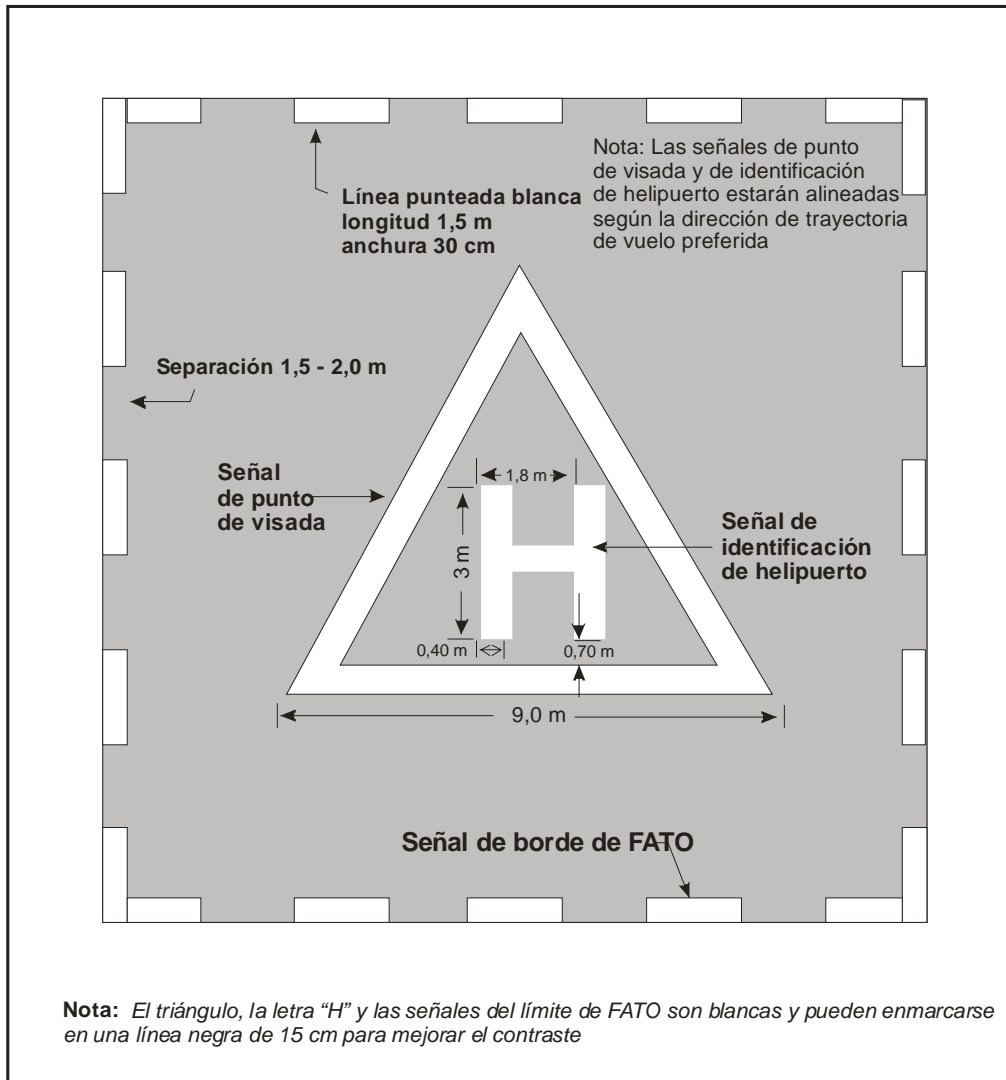 Nota: Las señales de punto
de visada y de identificación
de helipuerto estarán alineadas
según la dirección de trayectoria
de vuelo preferida
Línea punteada blanca
longitud 1,5 m
anchura 30 cm
Separación 1,5 - 2,0 m
Señal
de punto
de visada
1,8 m
3 m
Señal de
identificación
de helipuerto
H
0,40 m
0,70 m
9,0 m
Señal de borde de FATO
Nota: El triángulo, la letra “H” y las señales del límite de FATO son blancas y pueden enmarcarse
en una línea negra de 15 cm para mejorar el contraste